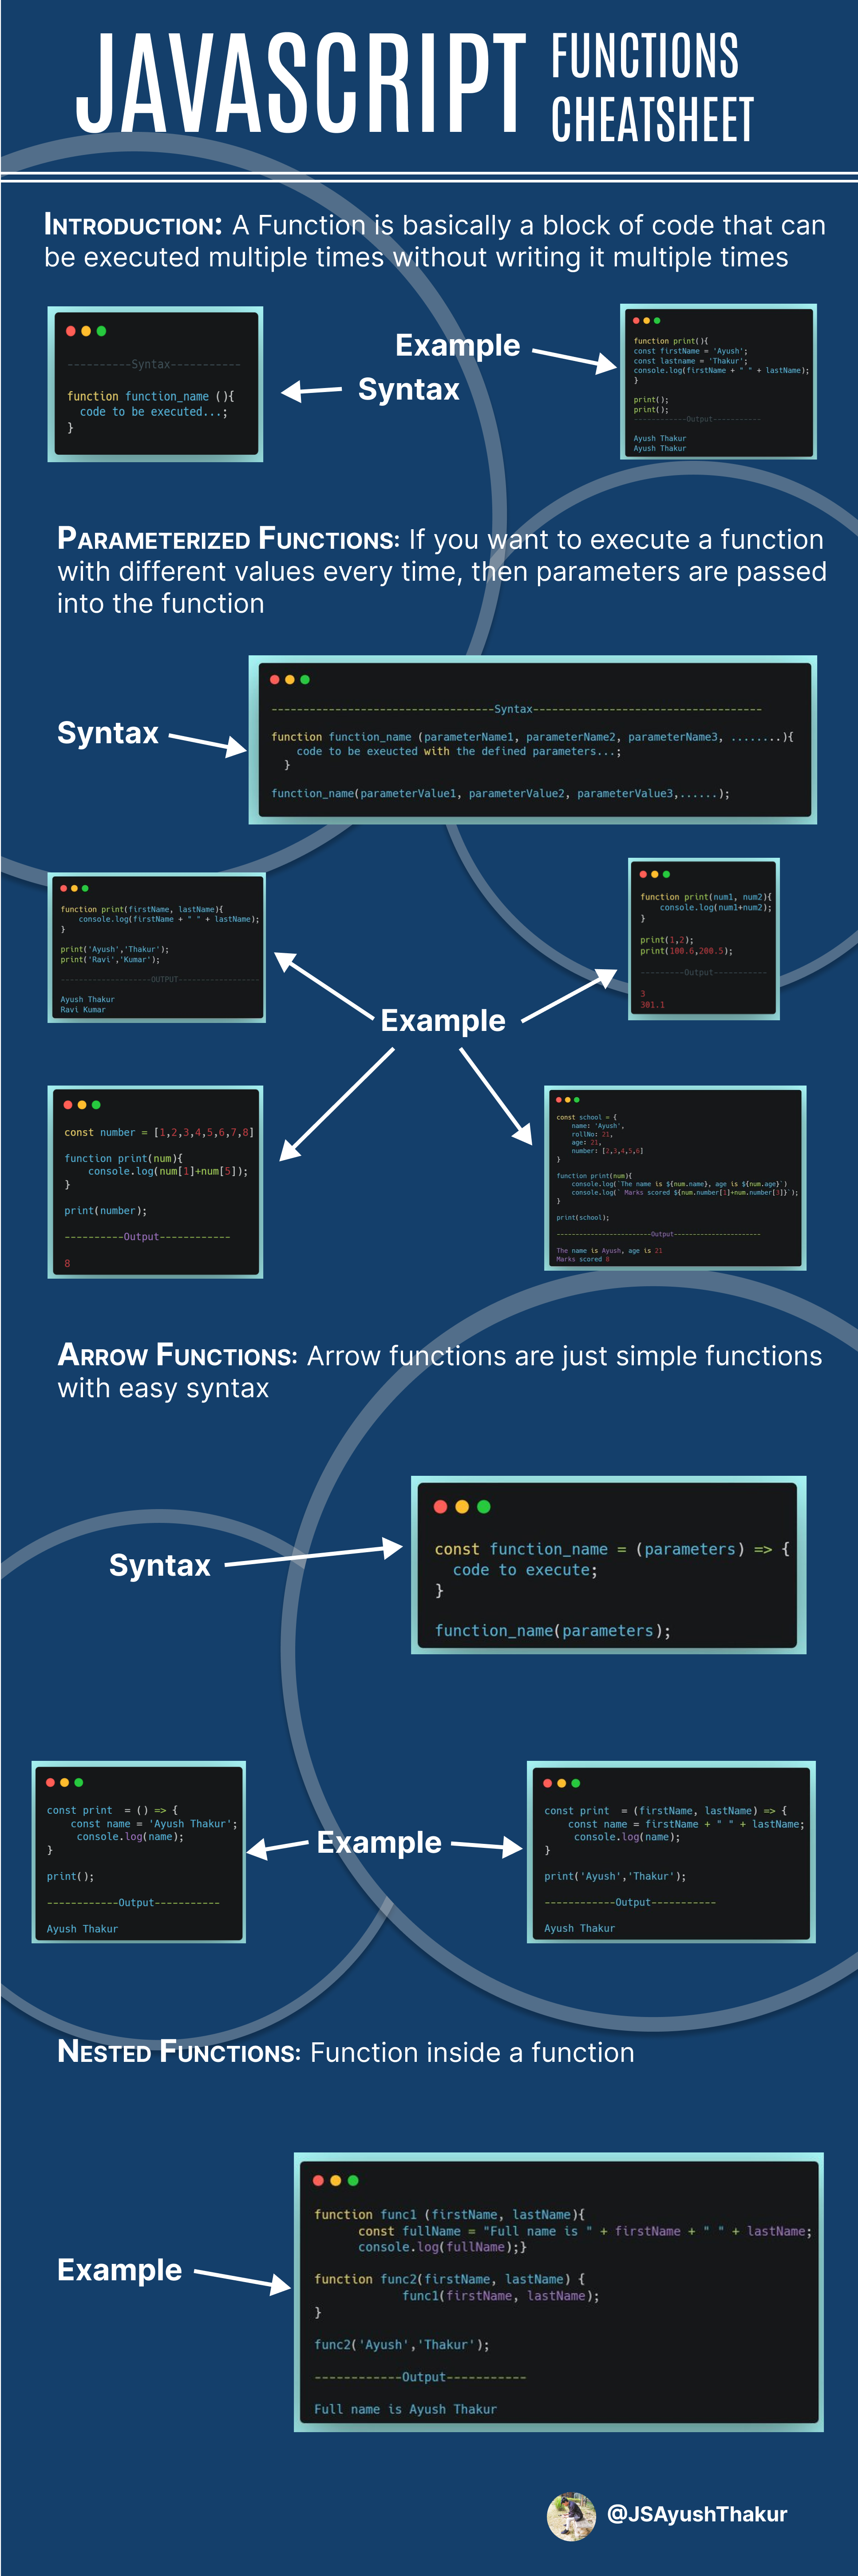 JAVASCRIPT
FUNCTIONS
CHEATSHEET
INTRODUCTION: A Function is basically a block of code that can
be executed multiple times without writing it multiple times
----------Syntax-----------
function function_name (){
code to be executed...;
}
Example
Syntax
function print(){
const firstName = 'Ayush';
const lastname = 'Thakur';
console.log(firstName + " " + lastName);
}
print();
print();
------------Output-----------
Ayush Thakur
Ayush Thakur
PARAMETERIZED FUNCTIONS: If you want to execute a function
with different values every time, then parameters are passed
into the function
Syntax
----------------------------------Syntax-----------------------------------
function function_name (parameterName1, parameterName2, parameterName3, ........){
code to be exeucted with the defined parameters...;
}
function_name(parameterValue1, parameterValue2, parameterValue3,......);
function print(firstName, lastName){
console.log(firstName + " " + lastName);
}
print('Ayush','Thakur');
print('Ravi','Kumar');
--------------------OUTPUT------------------
Ayush Thakur
Ravi Kumar
function print(num1, num2){
console.log(num1+num2);
}
print(1,2);
print(100.6,200.5);
---------Output------------
3
301.1
Example
const number = [1,2,3,4,5,6,7,8]
function print(num){
console.log(num[1]+num[5]);
}
print(number);
----------Output------------
8
const school = {
name: 'Ayush',
rollNo: 21,
age: 21,
number: [2,3,4,5,6]
}
function print(num){
console.log(`The name is ${num.name}, age is ${num.age}`)
console.log(` Marks scored ${num.number[1]+num.number[3]}`);
}
print(school);
------------------------Output----------------------
The name is Ayush, age is 21
Marks scored 8
ARROW FUNCTIONS: Arrow functions are just simple functions
with easy syntax
Syntax
const function_name = (parameters) => {
code to execute;
}
function_name(parameters);
const print = () => {
const name = 'Ayush Thakur';
console.log(name);
}
print();
------------Output-----------
Ayush Thakur
Example
const print = (firstName, lastName) => {
const name = firstName + " " + lastName;
console.log(name);
}
print('Ayush','Thakur');
------------Output-----------
Ayush Thakur
NESTED FUNCTIONS: Function inside a function
Example
function func1 (firstName, lastName){
const fullName = "Full name is " + firstName + " " + lastName;
console.log(fullName);}
function func2(firstName, lastName) {
func1(firstName, lastName);
}
func2('Ayush','Thakur');
------------Output-----------
Full name is Ayush Thakur
@JSAyushThakur